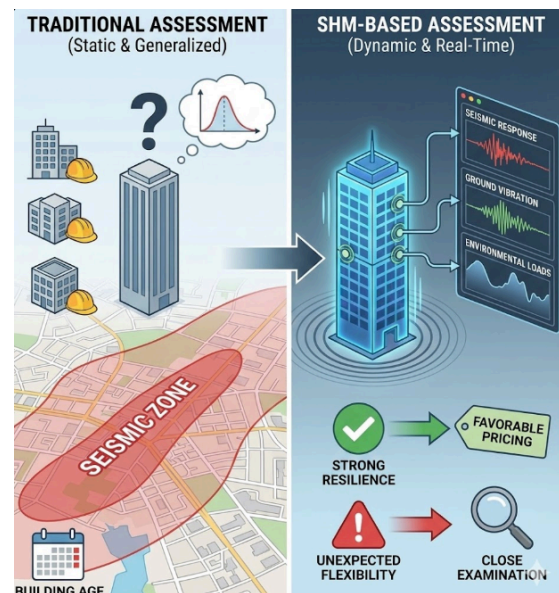 TRADITIONAL ASSESSMENT
(Static & Generalized)
SEISMIC ZONE
BUILDING AGE
SHM-BASED ASSESSMENT
(Dynamic & Real-Time)
SEISMIC RESPONSE
GROUND VIBRATION
ENVIRONMENTAL LOADS
STRONG
RESILIENCE
FAVORABLE
PRICING
UNEXPECTED
FLEXIBILITY
CLOSE
EXAMINATION